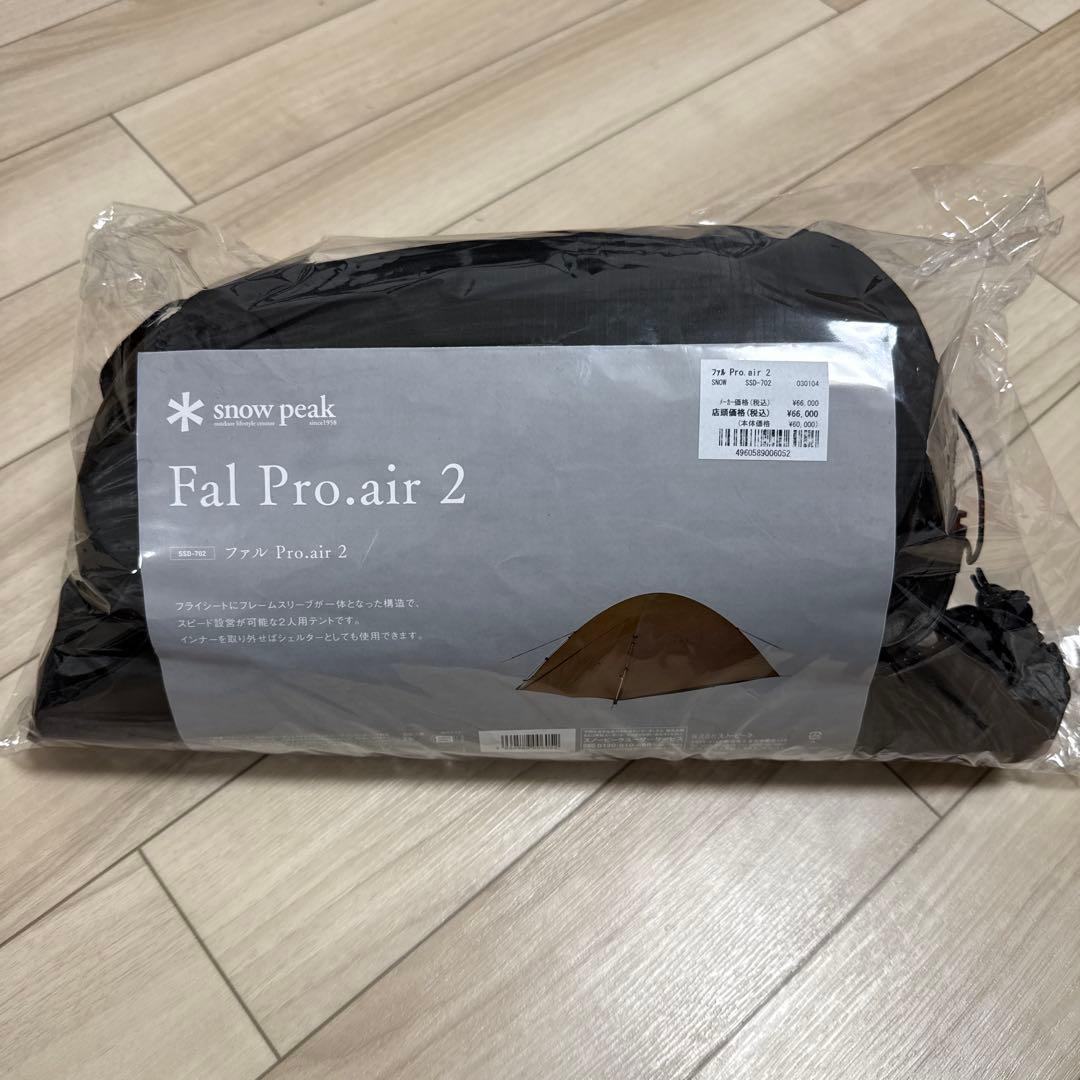 snow peak
outdoor lifestyle creator since1958
Fal Pro.air 2
SSD-702 ファル Pro.air 2
フライシートにフレームスリーブが一体となった構造で、
スピード設営が可能な2人用テントです。
インナーを取り外せばシェルターとしても使用できます。
ファル Pro.air 2
SNOW SSD-702 030104
メーカー価格(税込) ¥66,000
店頭価格(税込) ¥66,000
(本体価格 ¥60,000)
4960589006052